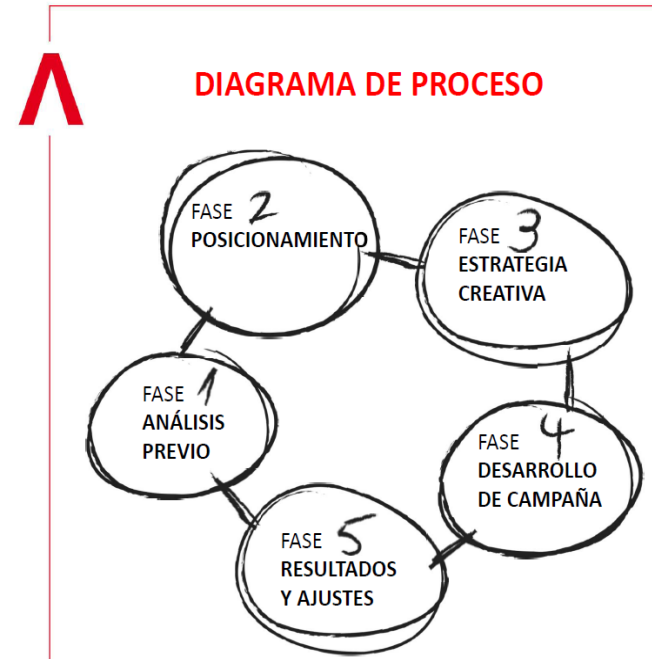 DIAGRAMA DE PROCESO
FASE 1
ANÁLISIS
PREVIO
FASE 2
POSICIONAMIENTO
FASE 3
ESTRATEGIA
CREATIVA
FASE 4
DESARROLLO
DE CAMPAÑA
FASE 5
RESULTADOS
Y AJUSTES